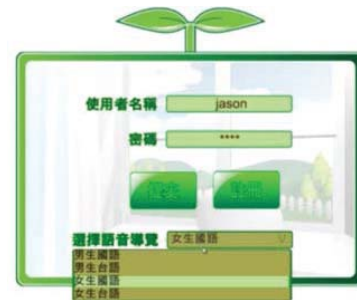 使用者名稱 jason
密碼 ****
選擇語音導覽 女生國語
男生國語
男生台語
女生國語
女生台語